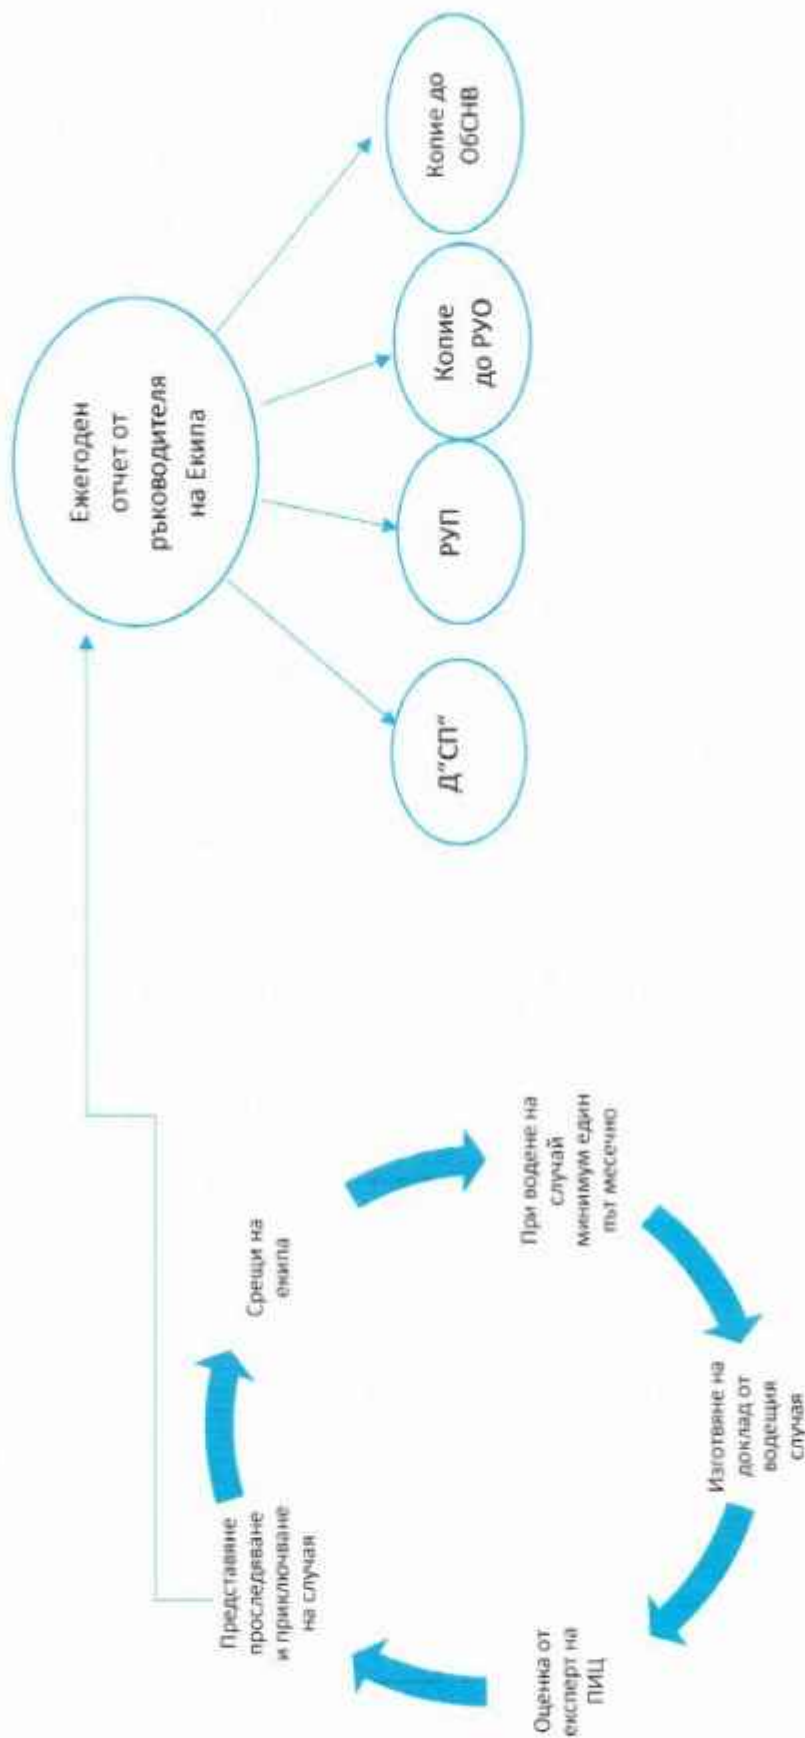 Ежегоден
отчет от
ръководителя
на Екипа
Д"СП"
РУП
Копие
до РУО
Копие до
ОбСНВ
Срещи на
екипа
При водене на
случай
минимум един
път месечно
Изготвяне на
доклад от
водещия
случая
Оценка от
експерт на
ПИЦ
Представяне
проследяване
и приключване
на случая